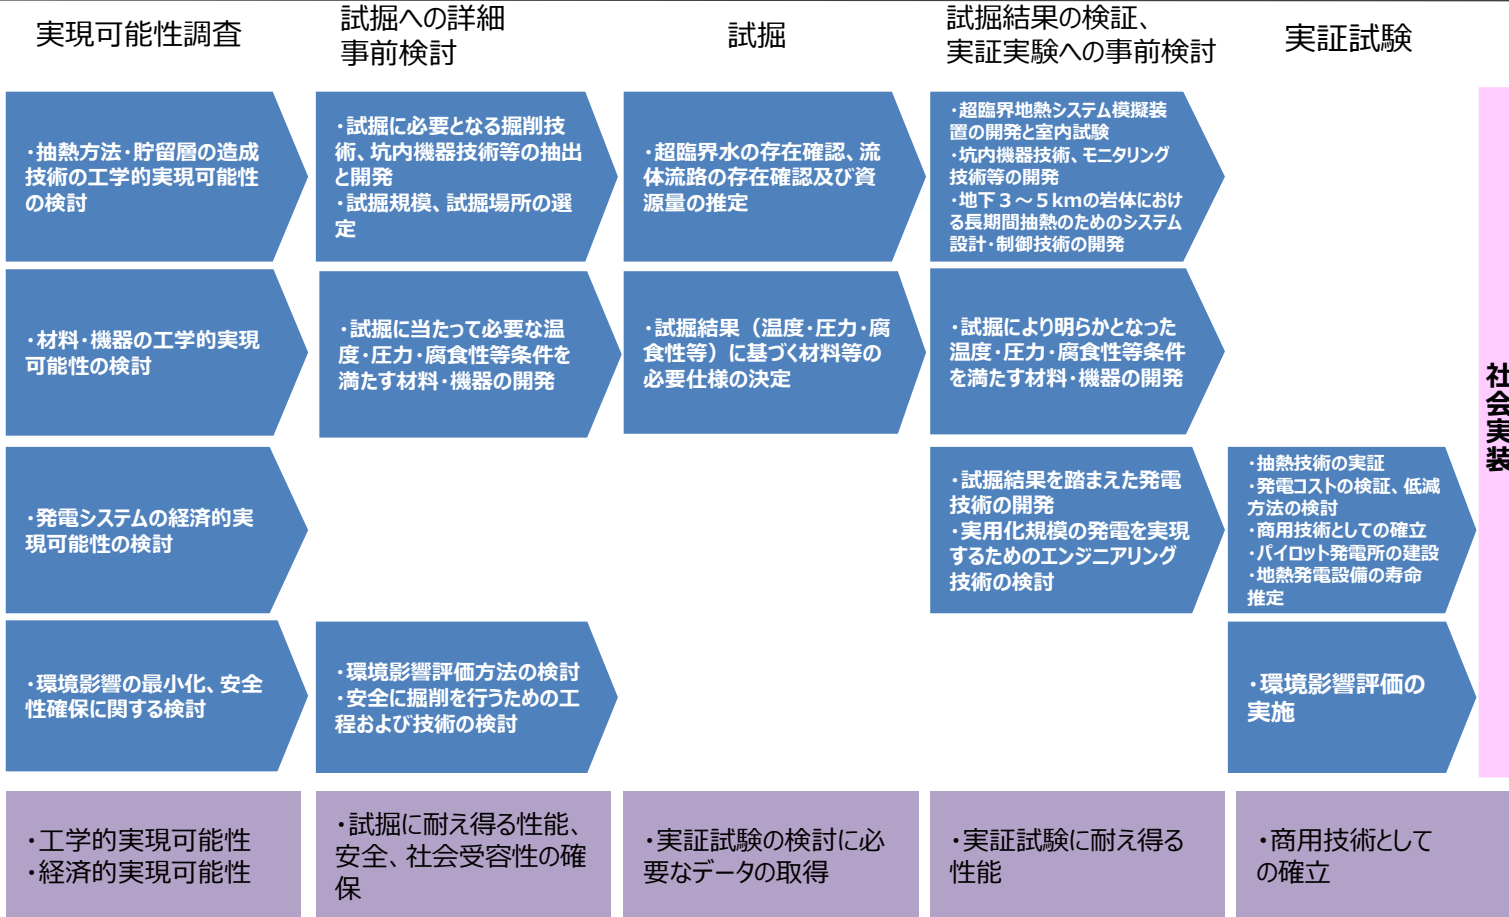 実現可能性調査
試掘への詳細
事前検討
試掘
試掘結果の検証、
実証実験への事前検討
実証試験
・抽熱方法・貯留層の造成
技術の工学的実現可能性
の検討
・試掘に必要となる掘削技
術、坑内機器技術等の抽出
と開発
・試掘規模、試掘場所の選
定
・超臨界水の存在確認、流
体流路の存在確認及び資
源量の推定
・超臨界地熱システム模擬装
置の開発と室内試験
・坑内機器技術、モニタリング
技術等の開発
・地下３～５kmの岩体におけ
る長期間抽熱のためのシステム
設計・制御技術の開発
・材料・機器の工学的実現
可能性の検討
・試掘に当たって必要な温
度・圧力・腐食性等条件を
満たす材料・機器の開発
・試掘結果（温度・圧力・腐
食性等）に基づく材料等の
必要仕様の決定
・試掘により明らかとなった
温度・圧力・腐食性等条件
を満たす材料・機器の開発
・発電システムの経済的実
現可能性の検討
・試掘結果を踏まえた発電
技術の開発
・実用化規模の発電を実現
するためのエンジニアリング
技術の検討
・抽熱技術の実証
・発電コストの検証、低減
方法の検討
・商用技術としての確立
・パイロット発電所の建設
・地熱発電設備の寿命
推定
・環境影響の最小化、安全
性確保に関する検討
・環境影響評価方法の検討
・安全に掘削を行うための工
程および技術の検討
・環境影響評価の
実施
社会実装
・工学的実現可能性
・経済的実現可能性
・試掘に耐え得る性能、
安全、社会受容性の確
保
・実証試験の検討に必
要なデータの取得
・実証試験に耐え得る
性能
・商用技術として
の確立